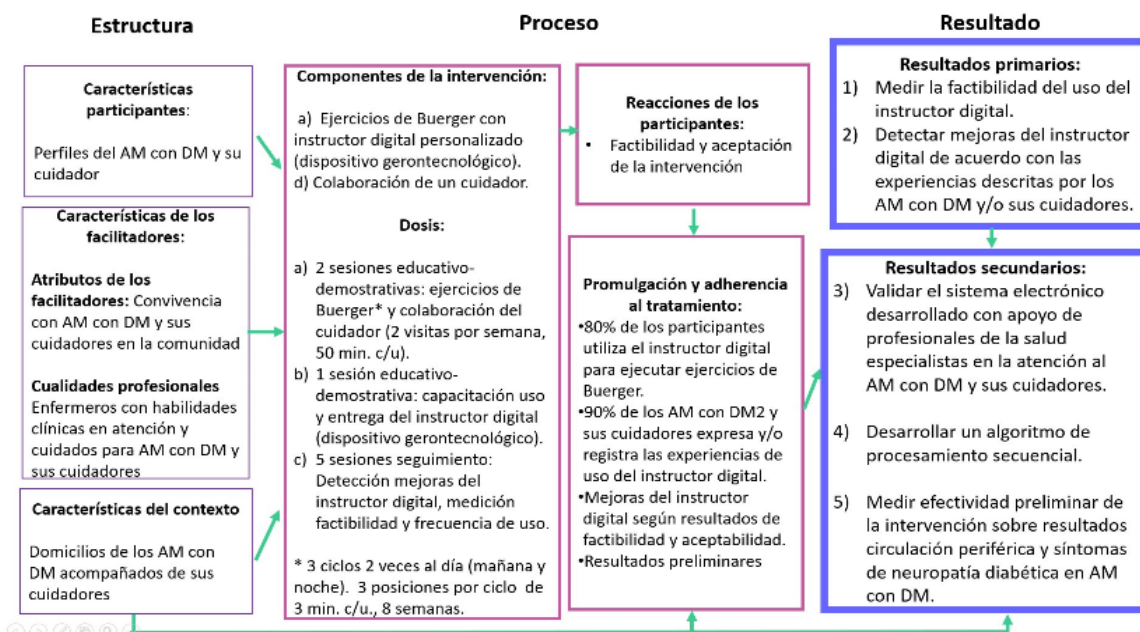 Estructura
Proceso
Resultado
Características
participantes:
Perfiles del AM con DM y su
cuidador
Características de los
facilitadores:
Atributos de los
facilitadores: Convivencia
con AM con DM y sus
cuidadores en la comunidad
Cualidades profesionales
Enfermeros con habilidades
clínicas en atención y
cuidados para AM con DM y
sus cuidadores
Características del contexto
Domicilios de los AM con
DM acompañados de sus
cuidadores
Componentes de la intervención:
a) Ejercicios de Buerger con
instructor digital personalizado
(dispositivo gerontecnológico).
d) Colaboración de un cuidador.
Dosis:
a) 2 sesiones educativo-
demostrativas: ejercicios de
Buerger* y colaboración del
cuidador (2 visitas por semana,
50 min. c/u).
b) 1 sesión educativo-
demostrativa: capacitación uso
y entrega del instructor digital
(dispositivo gerontecnológico).
c) 5 sesiones seguimiento:
Detección mejoras del
instructor digital, medición
factibilidad y frecuencia de uso.
* 3 ciclos 2 veces al día (mañana y
noche). 3 posiciones por ciclo de
3 min. c/u., 8 semanas.
Reacciones de los
participantes:
• Factibilidad y aceptación
de la intervención
Promulgación y adherencia
al tratamiento:
•80% de los participantes
utiliza el instructor digital
para ejecutar ejercicios de
Buerger.
•90% de los AM con DM2 y
sus cuidadores expresa y/o
registra las experiencias de
uso del instructor digital.
•Mejoras del instructor
digital según resultados de
factibilidad y aceptabilidad.
•Resultados preliminares
Resultados primarios:
1) Medir la factibilidad del uso del
instructor digital.
2) Detectar mejoras del instructor
digital de acuerdo con las
experiencias descritas por los
AM con DM y/o sus cuidadores.
Resultados secundarios:
3) Validar el sistema electrónico
desarrollado con apoyo de
profesionales de la salud
especialistas en la atención al
AM con DM y sus cuidadores.
4) Desarrollar un algoritmo de
procesamiento secuencial.
5) Medir efectividad preliminar de
la intervención sobre resultados
circulación periférica y síntomas
de neuropatía diabética en AM
con DM.